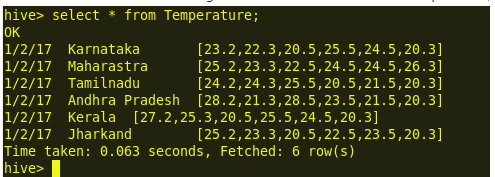 hive> select * from Temperature;
OK
1/2/17  Karnataka       [23.2,22.3,20.5,25.5,24.5,20.3]
1/2/17  Maharastra      [25.2,23.3,22.5,24.5,24.5,26.3]
1/2/17  Tamilnadu       [24.2,24.3,25.5,20.5,21.5,20.3]
1/2/17  Andhra Pradesh  [28.2,21.3,28.5,23.5,21.5,20.3]
1/2/17  Kerala  [27.2,25.3,20.5,25.5,24.5,20.3]
1/2/17  Jharkand        [25.2,23.3,20.5,22.5,23.5,20.3]
Time taken: 0.063 seconds, Fetched: 6 row(s)
hive>